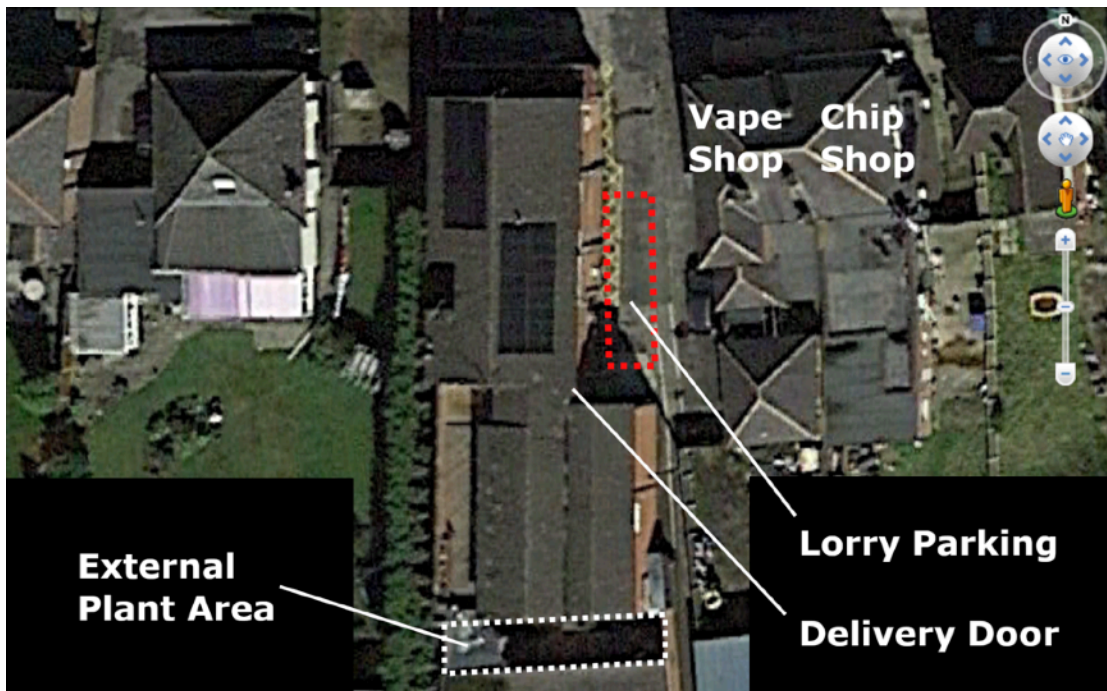 N
Vape Chip
Shop Shop
External
Plant Area
Lorry Parking
Delivery Door